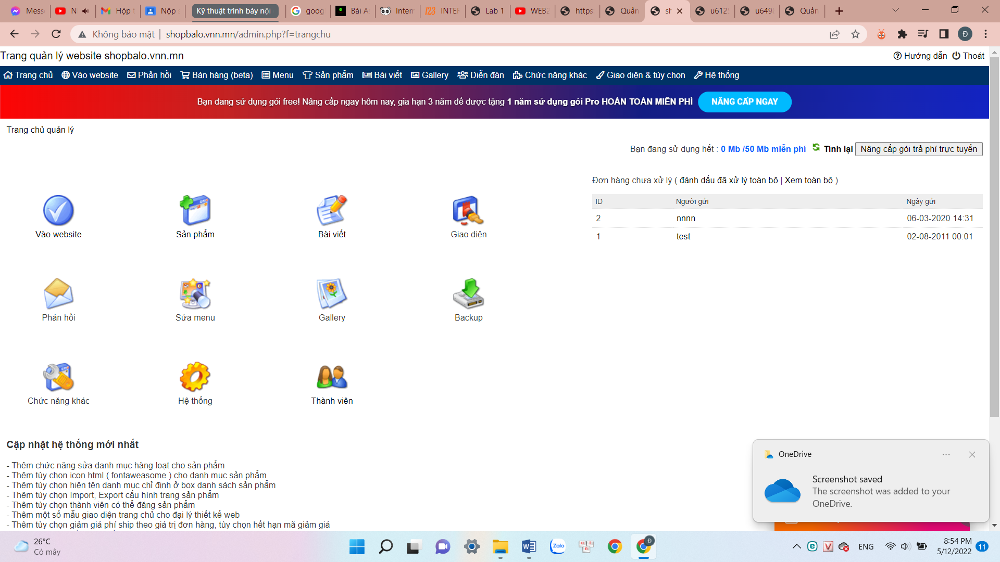 Mess
N
Hộp t
Nộp
Kỹ thuật trình bày nội
goog
Bài A
Intern
INTER
Lab 1
WEB2
https:
Quản
sh
u6125
u649
Quản
Không bảo mật | shopbalo.vnn.mn/admin.php?f=trangchu
Đ
Trang quản lý website shopbalo.vnn.mn
Hướng dẫn Thoát
Trang chủ Vào website Phản hồi Bán hàng (beta) Menu Sản phẩm Bài viết Gallery Diễn đàn Chức năng khác Giao diện & tùy chọn Hệ thống
Bạn đang sử dụng gói free! Nâng cấp ngay hôm nay, gia hạn 3 năm để được tặng 1 năm sử dụng gói Pro HOÀN TOÀN MIỄN PHÍ NÂNG CẤP NGAY
Trang chủ quản lý
Bạn đang sử dụng hết : 0 Mb /50 Mb miễn phí Tính lại Nâng cấp gói trả phí trực tuyến
Đơn hàng chưa xử lý ( đánh dấu đã xử lý toàn bộ | Xem toàn bộ )
ID Người gửi Ngày gửi
2 nnnn 06-03-2020 14:31
1 test 02-08-2011 00:01
Vào website Sản phẩm Bài viết Giao diện
Phản hồi Sửa menu Gallery Backup
Chức năng khác Hệ thống Thành viên
Cập nhật hệ thống mới nhất
- Thêm chức năng sửa danh mục hàng loạt cho sản phẩm
- Thêm tùy chọn icon html ( fontaweasome ) cho danh mục sản phẩm
- Thêm tùy chọn hiện tên danh mục chỉ định ở box danh sách sản phẩm
- Thêm tùy chọn Import, Export cấu hình trang sản phẩm
- Thêm tùy chọn thành viên có thể đăng sản phẩm
- Thêm một số mẫu giao diện trang chủ cho đại lý thiết kế web
- Thêm tùy chọn giảm giá phí ship theo giá trị đơn hàng, tùy chọn hết hạn mã giảm giá
OneDrive
Screenshot saved
The screenshot was added to your
OneDrive.
26°C
Có mây
Zalo
Đ
ENG
8:54 PM
5/12/2022
11